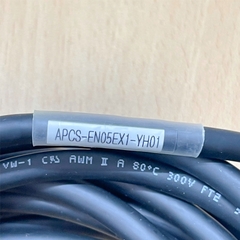 APCS-EN05EX1-YH01
VW-1 AWM II A 80°C 300V FT2